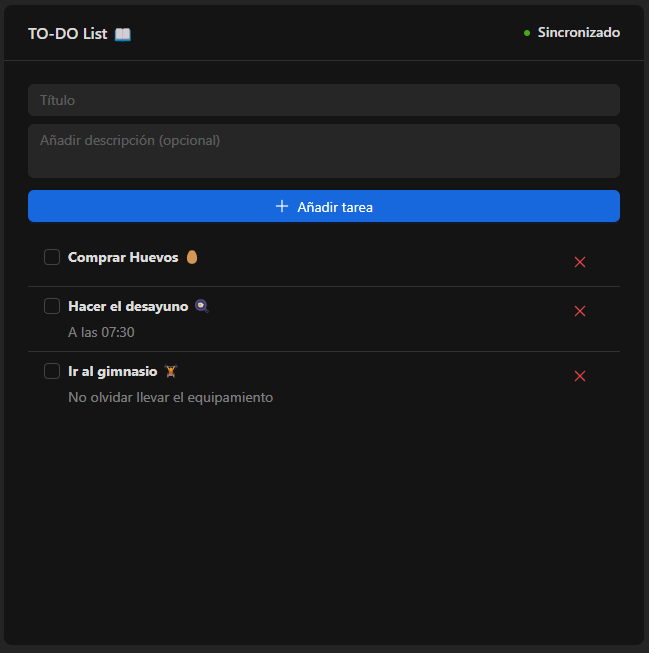 TO-DO List 📖
Sincronizado
Título
Añadir descripción (opcional)
+ Añadir tarea
Comprar Huevos 🥚
Hacer el desayuno 🍳
A las 07:30
Ir al gimnasio 🏋️
No olvidar llevar el equipamiento